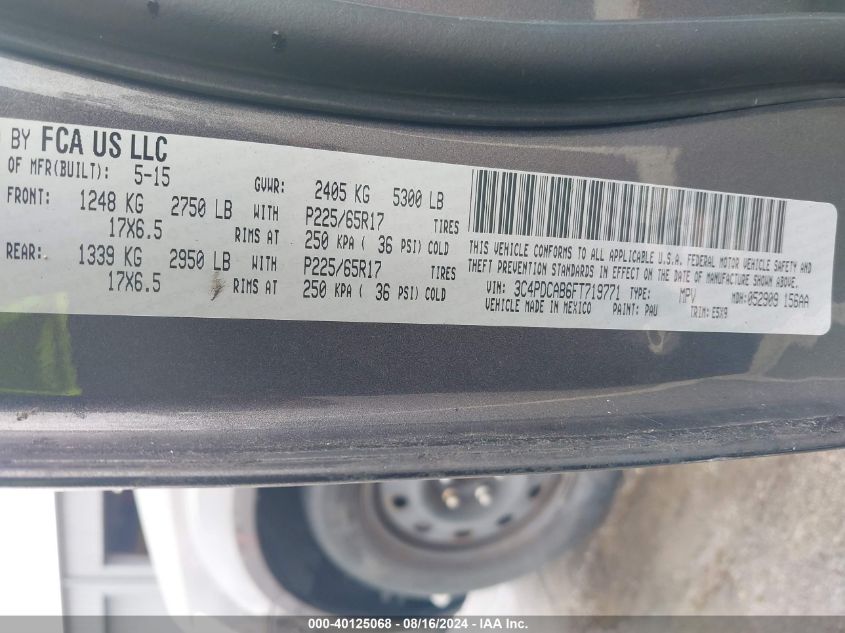 BY FCA US LLC
OF MFR(BUILT): 5-15 GVWR: 2405 KG 5300 LB
FRONT: 1248 KG 2750 LB WITH P225/65R17 TIRES
17X6.5 RIMS AT 250 KPA ( 36 PSI) COLD
REAR: 1339 KG 2950 LB WITH P225/65R17 TIRES
17X6.5 RIMS AT 250 KPA ( 36 PSI) COLD
THIS VEHICLE CONFORMS TO ALL APPLICABLE U.S.A. FEDERAL MOTOR VEHICLE SAFETY AND
THEFT PREVENTION STANDARDS IN EFFECT ON THE DATE OF MANUFACTURE SHOWN ABOVE.
VIN: 3C4PDCAB6FT719771 TYPE: MPV MDH: 052909 156AA
VEHICLE MADE IN MEXICO PAINT: PAU TRIM: E5X9
000-40125068 - 08/16/2024 - IAA Inc.